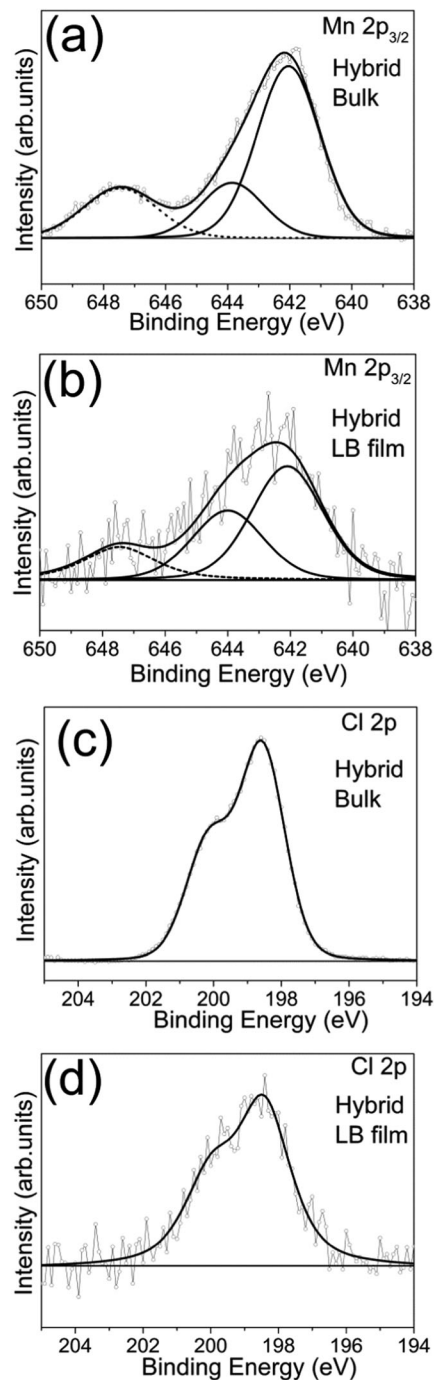 (a)
Mn 2p3/2
Hybrid
Bulk
Intensity (arb.units)
650 648 646 644 642 640 638
Binding Energy (eV)
(b)
Mn 2p3/2
Hybrid
LB film
Intensity (arb.units)
650 648 646 644 642 640 638
Binding Energy (eV)
(c)
Cl 2p
Hybrid
Bulk
Intensity (arb.units)
204 202 200 198 196 194
Binding Energy (eV)
(d)
Cl 2p
Hybrid
LB film
Intensity (arb.units)
204 202 200 198 196 194
Binding Energy (eV)